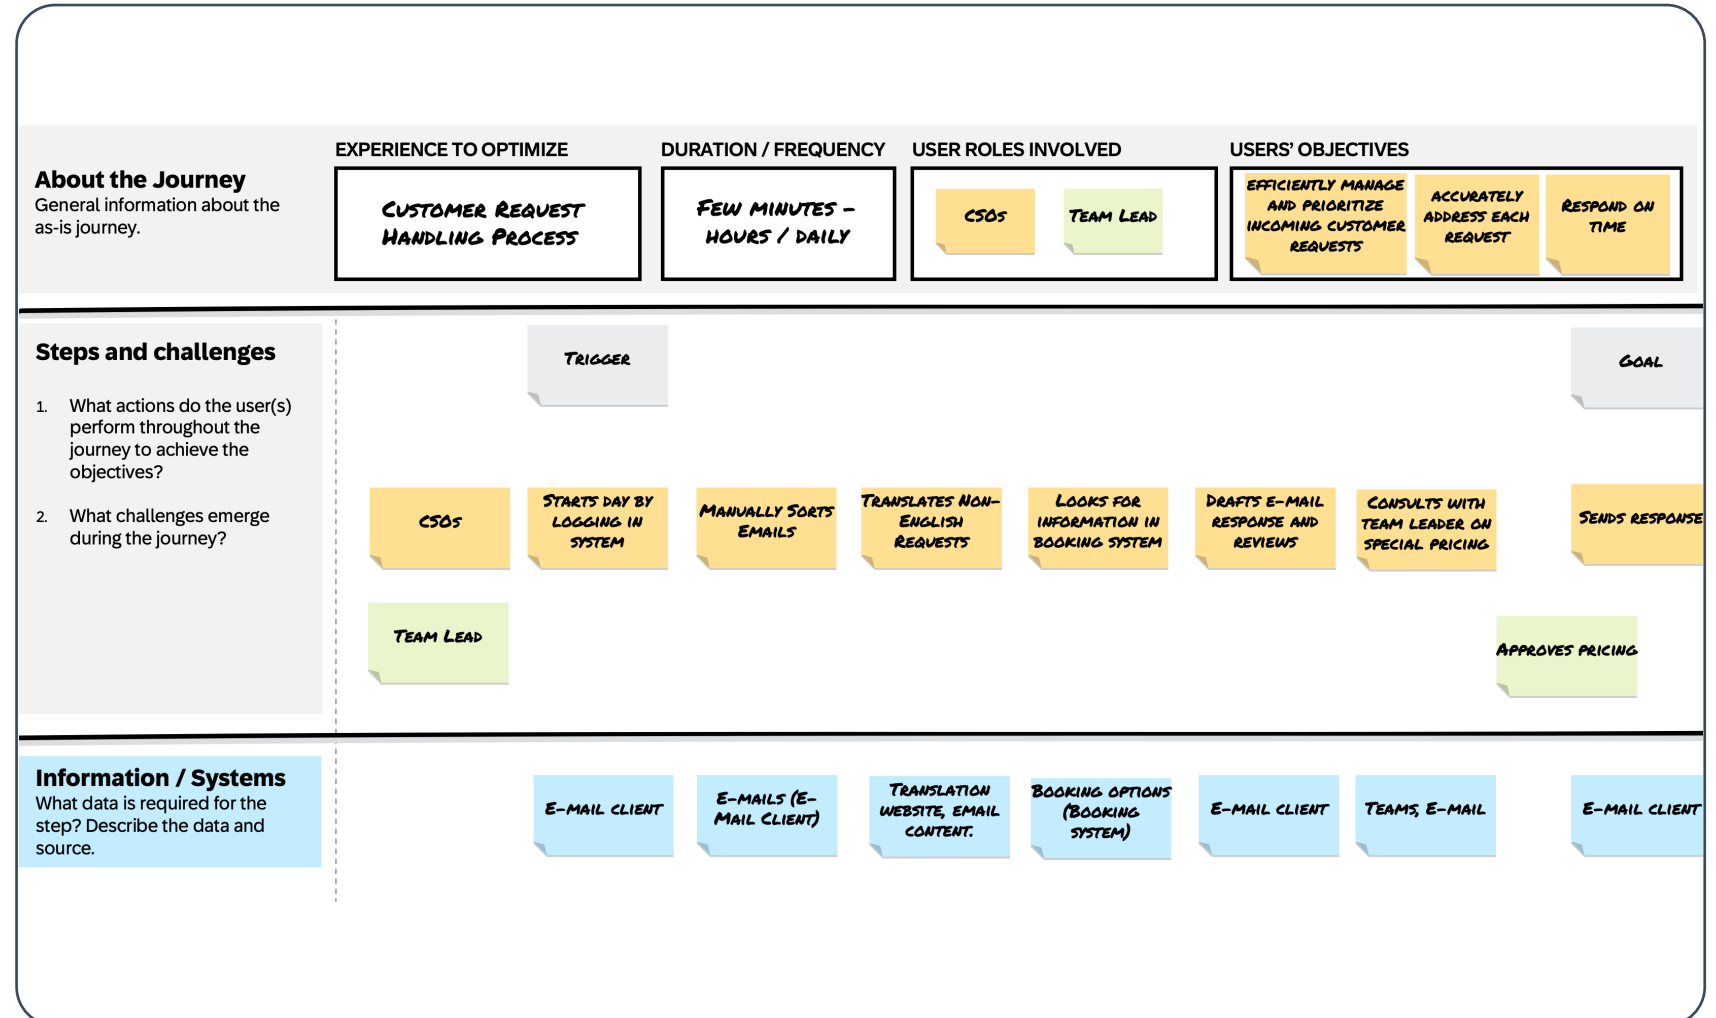 EXPERIENCE TO OPTIMIZE
DURATION / FREQUENCY
USER ROLES INVOLVED
USERS' OBJECTIVES
About the Journey
General information about the
as-is journey.
CUSTOMER REQUEST
HANDLING PROCESS
FEW MINUTES –
HOURS / DAILY
CSOs
TEAM LEAD
EFFICIENTLY MANAGE
AND PRIORITIZE
INCOMING CUSTOMER
REQUESTS
ACCURATELY
ADDRESS EACH
REQUEST
RESPOND ON
TIME
Steps and challenges
1. What actions do the user(s)
perform throughout the
journey to achieve the
objectives?
2. What challenges emerge
during the journey?
TRIGGER
GOAL
CSOs
STARTS DAY BY
LOGGING IN
SYSTEM
MANUALLY SORTS
EMAILS
TRANSLATES NON-
ENGLISH
REQUESTS
LOOKS FOR
INFORMATION IN
BOOKING SYSTEM
DRAFTS E-MAIL
RESPONSE AND
REVIEWS
CONSULTS WITH
TEAM LEADER ON
SPECIAL PRICING
SENDS RESPONSE
TEAM LEAD
APPROVES PRICING
Information / Systems
What data is required for the
step? Describe the data and
source.
E-MAIL CLIENT
E-MAILS (E-
MAIL CLIENT)
TRANSLATION
WEBSITE, EMAIL
CONTENT.
BOOKING OPTIONS
(BOOKING
SYSTEM)
E-MAIL CLIENT
TEAMS, E-MAIL
E-MAIL CLIENT